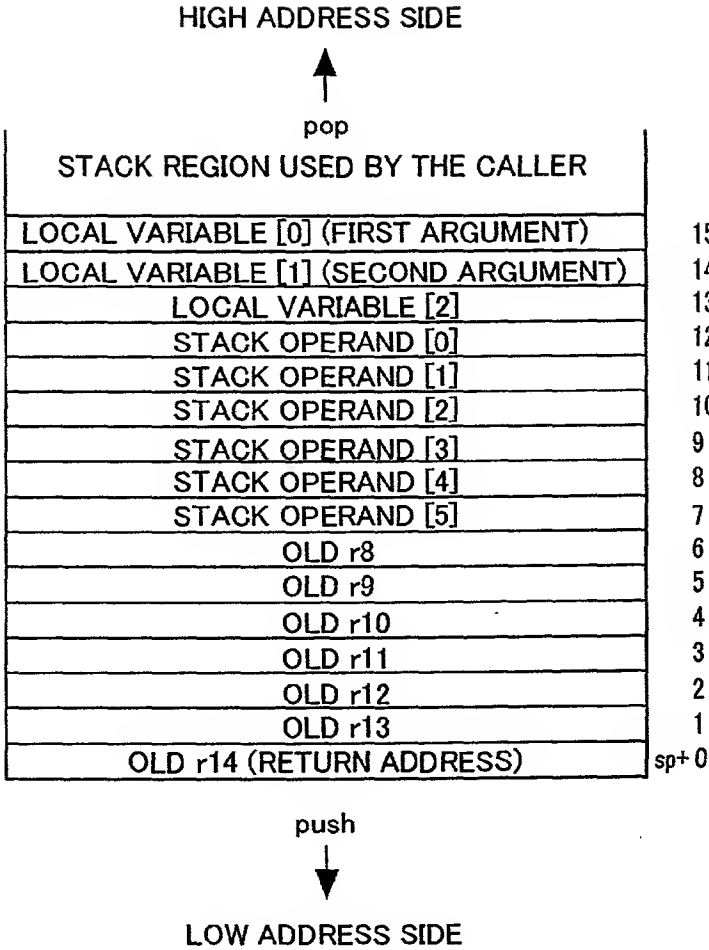 HIGH ADDRESS SIDE
pop
STACK REGION USED BY THE CALLER
LOCAL VARIABLE [0] (FIRST ARGUMENT) 15
LOCAL VARIABLE [1] (SECOND ARGUMENT) 14
LOCAL VARIABLE [2] 13
STACK OPERAND [0] 12
STACK OPERAND [1] 11
STACK OPERAND [2] 10
STACK OPERAND [3] 9
STACK OPERAND [4] 8
STACK OPERAND [5] 7
OLD r8 6
OLD r9 5
OLD r10 4
OLD r11 3
OLD r12 2
OLD r13 1
OLD r14 (RETURN ADDRESS) sp+ 0
push
LOW ADDRESS SIDE